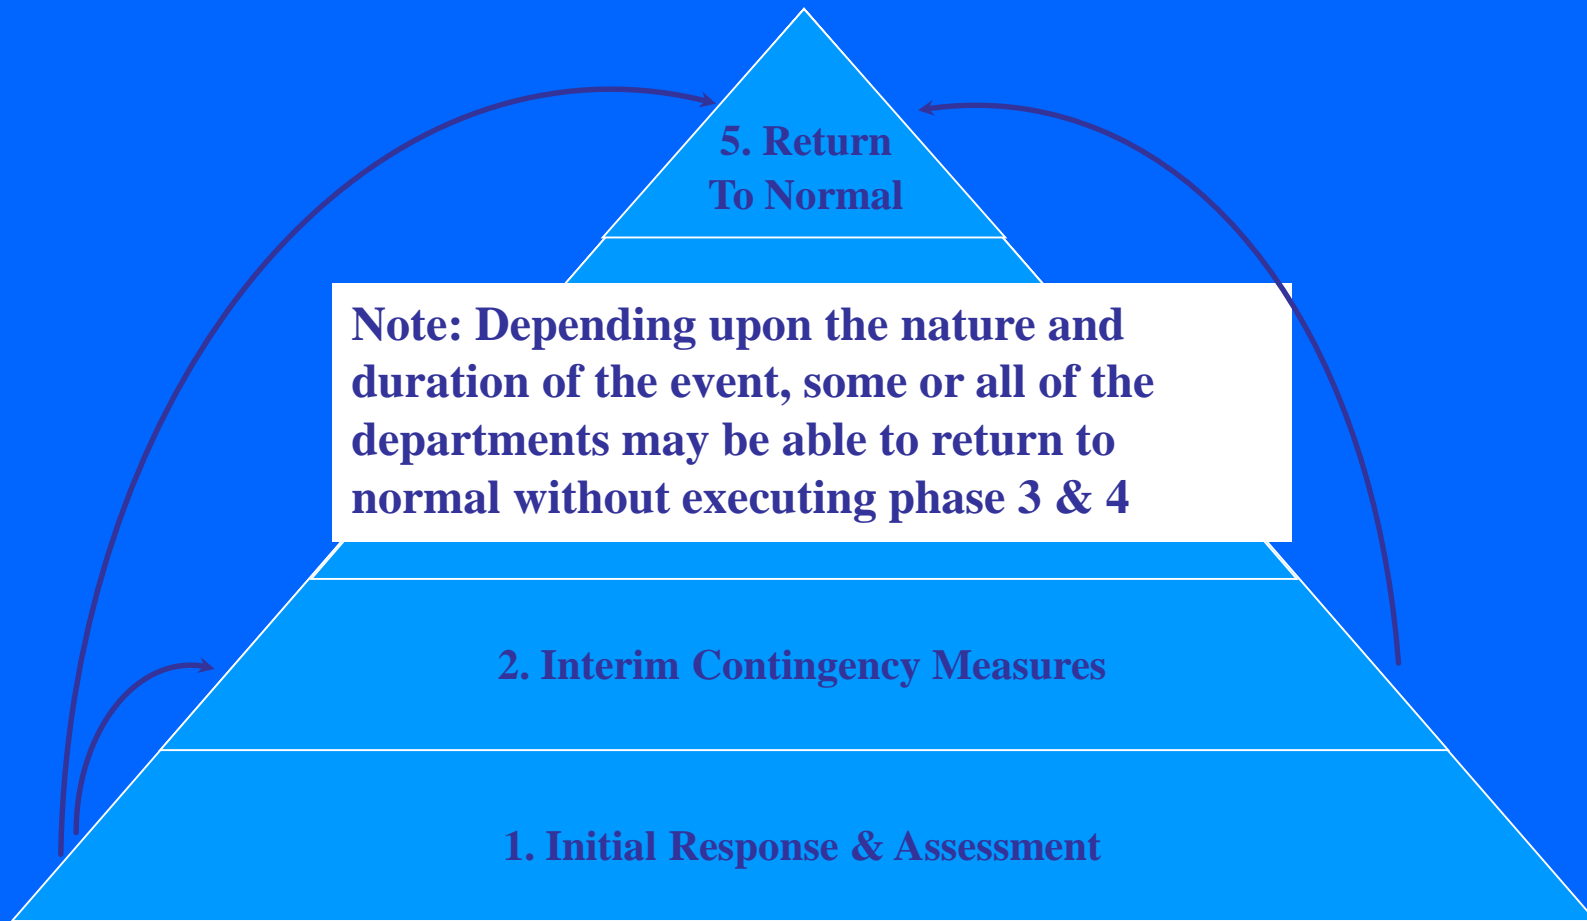 5. Return
To Normal
Note: Depending upon the nature and
duration of the event, some or all of the
departments may be able to return to
normal without executing phase 3 & 4
2. Interim Contingency Measures
1. Initial Response & Assessment